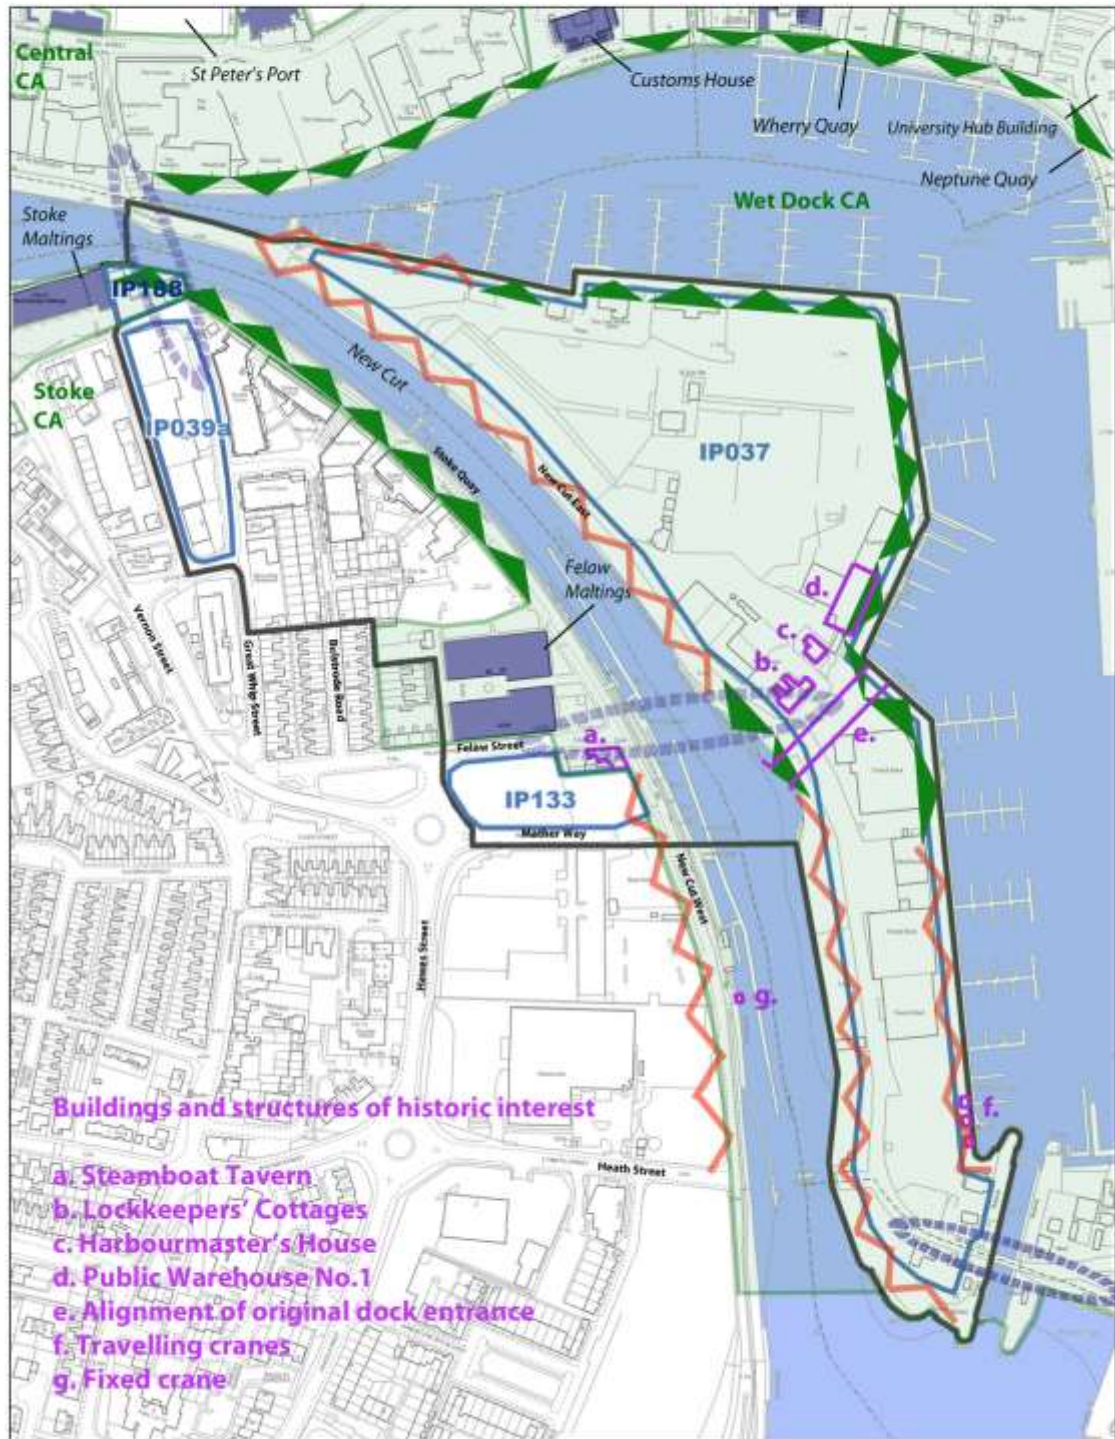 Central
CA
St Peter's Port
Customs House
Wherry Quay
University Hub Building
Neptune Quay
Wet Dock CA
Stoke
Maltings
IP188
New Cut
Stoke
CA
IP039a
IP037
Stoke Quay
New Cut East
Felaw
Maltings
d.
c.
b.
e.
a.
Vernon Street
Great Whip Street
Bulstrode Road
Felaw Street
IP133
Mather Way
New Cut West
Hawes Street
g.
f.
Heath Street
Buildings and structures of historic interest
a. Steamboat Tavern
b. Lockkeepers' Cottages
c. Harbourmaster's House
d. Public Warehouse No.1
e. Alignment of original dock entrance
f. Travelling cranes
g. Fixed crane